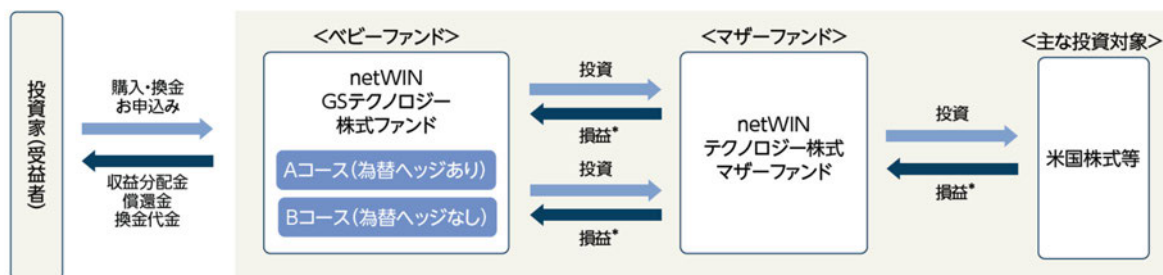 投資家(受益者)
購入・換金
お申込み
収益分配金
償還金
換金代金
<ベビーファンド>
netWIN
GSテクノロジー
株式ファンド
Aコース(為替ヘッジあり)
Bコース(為替ヘッジなし)
投資
損益*
投資
損益*
<マザーファンド>
netWIN
テクノロジー株式
マザーファンド
投資
損益*
<主な投資対象>
米国株式等